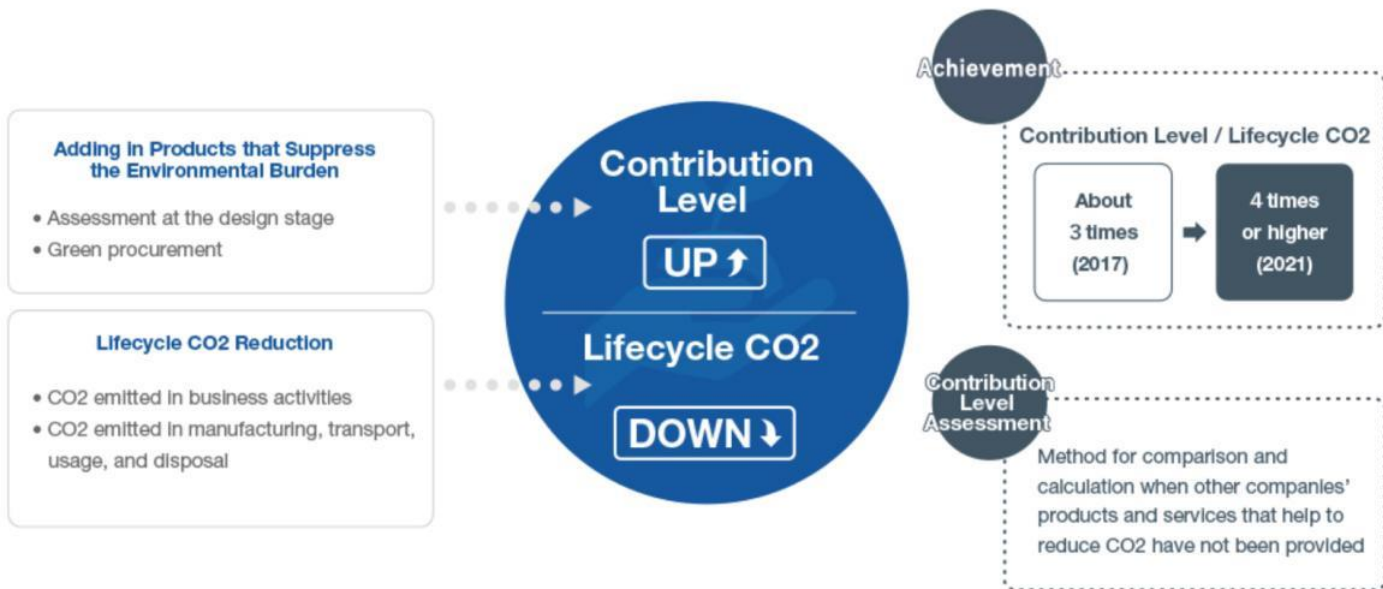 Adding in Products that Suppress
the Environmental Burden
• Assessment at the design stage
• Green procurement
Lifecycle CO2 Reduction
• CO2 emitted in business activities
• CO2 emitted in manufacturing, transport,
usage, and disposal
Contribution
Level
UP
Lifecycle CO2
DOWN
Achievement
Contribution Level / Lifecycle CO2
About
3 times
(2017)
4 times
or higher
(2021)
Contribution
Level
Assessment
Method for comparison and
calculation when other companies'
products and services that help to
reduce CO2 have not been provided